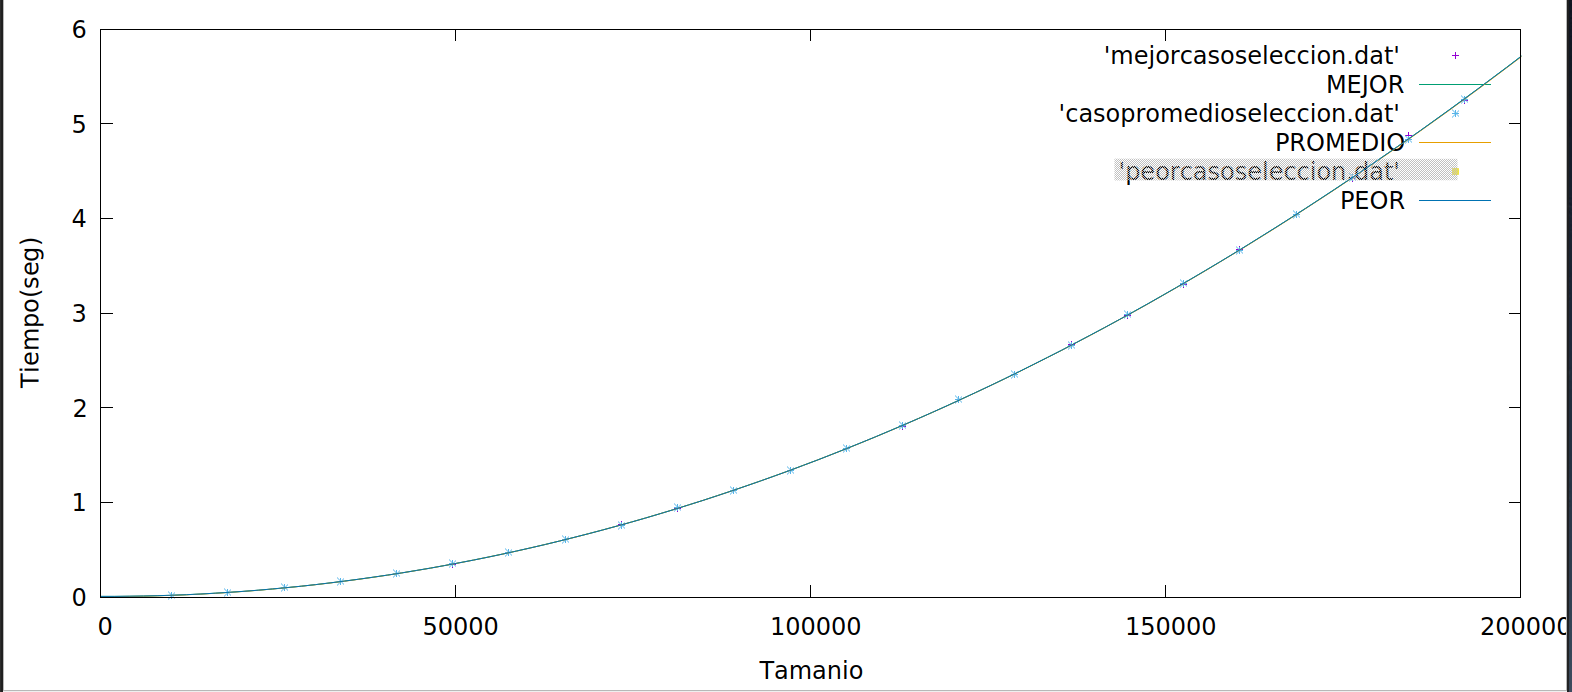 6
'mejorcasoseleccion.dat'
MEJOR
5
'casopromedioseleccion.dat'
PROMEDIO
'peorcasoseleccion.dat'
PEOR
4
Tiempo(seg)
3
2
1
0
0 50000 100000 150000 200000
Tamanio